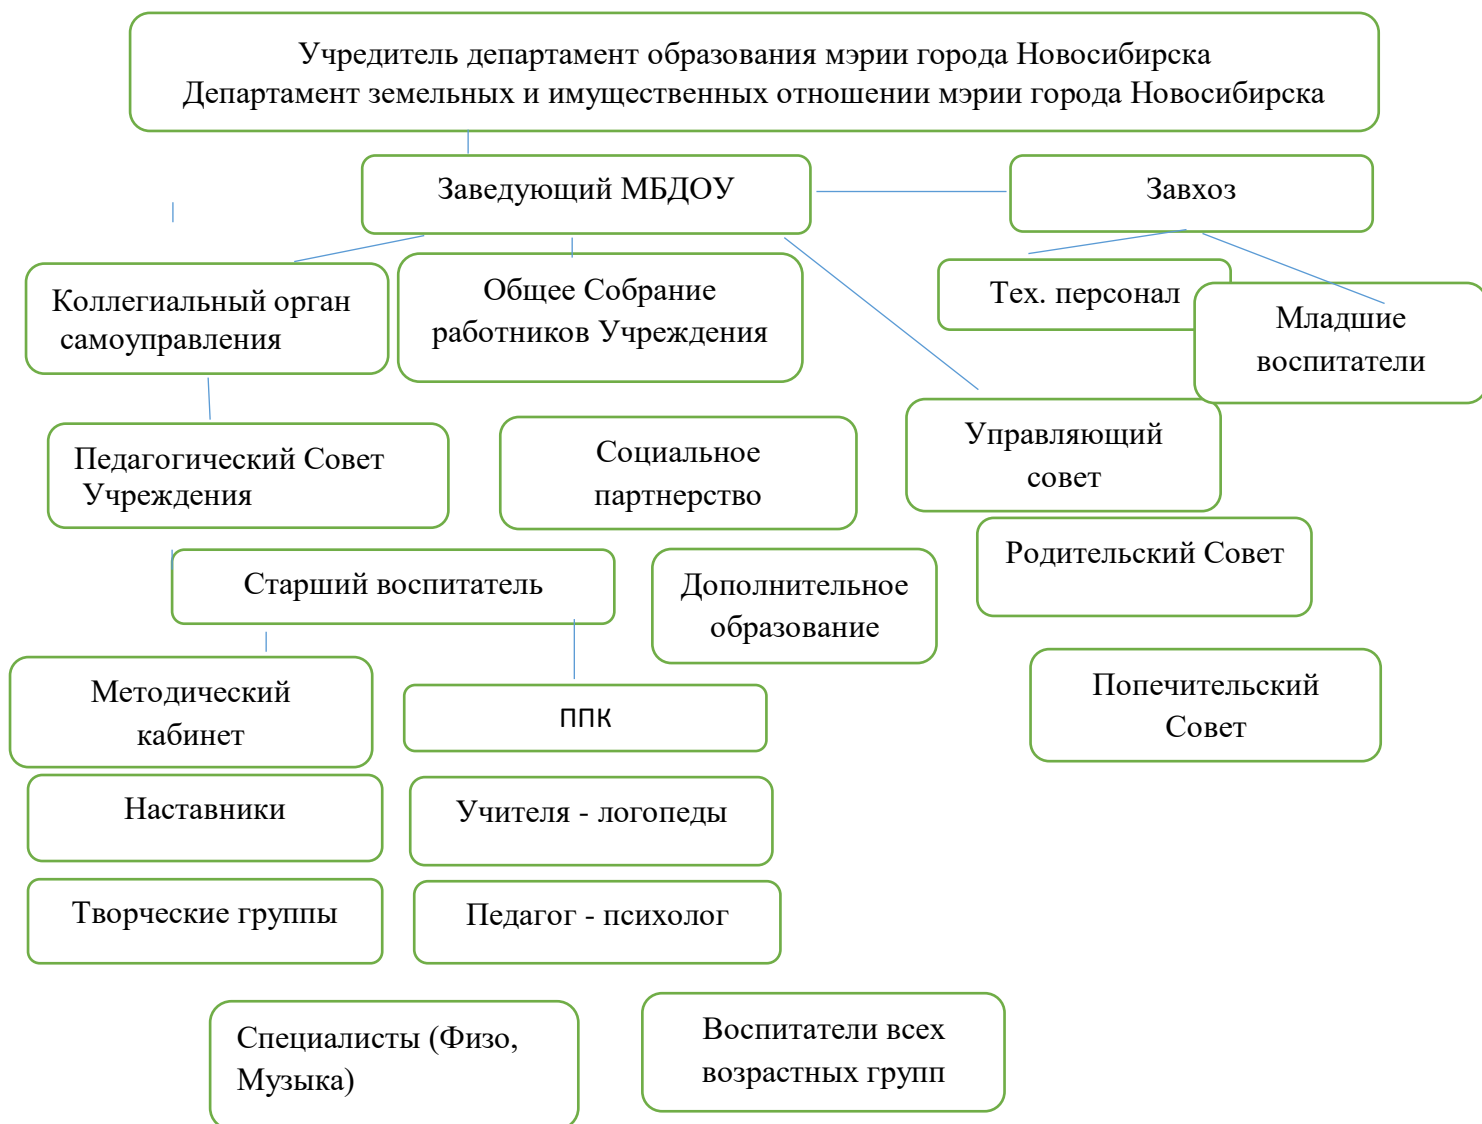 Учредитель департамент образования мэрии города Новосибирска
Департамент земельных и имущественных отношении мэрии города Новосибирска
Заведующий МБДОУ
Завхоз
Коллегиальный орган
самоуправления
Общее Собрание
работников Учреждения
Тех. персонал
Младшие
воспитатели
Педагогический Совет
Учреждения
Социальное
партнерство
Управляющий
совет
Родительский Совет
Старший воспитатель
Дополнительное
образование
Попечительский
Совет
Методический
кабинет
ППК
Наставники
Учителя - логопеды
Творческие группы
Педагог - психолог
Специалисты (Физо,
Музыка)
Воспитатели всех
возрастных групп